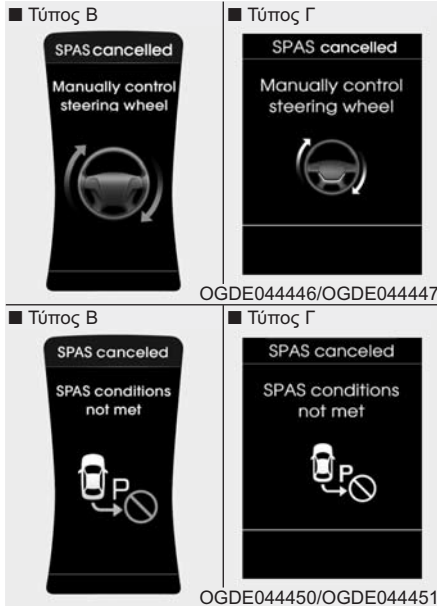 ■ Τύπος Β
SPAS cancelled
Manually control
steering wheel
■ Τύπος Γ
SPAS cancelled
Manually control
steering wheel
OGDE044446/OGDE044447
■ Τύπος Β
SPAS canceled
SPAS conditions
not met
P
■ Τύπος Γ
SPAS canceled
SPAS conditions
not met
P
OGDE044450/OGDE044451